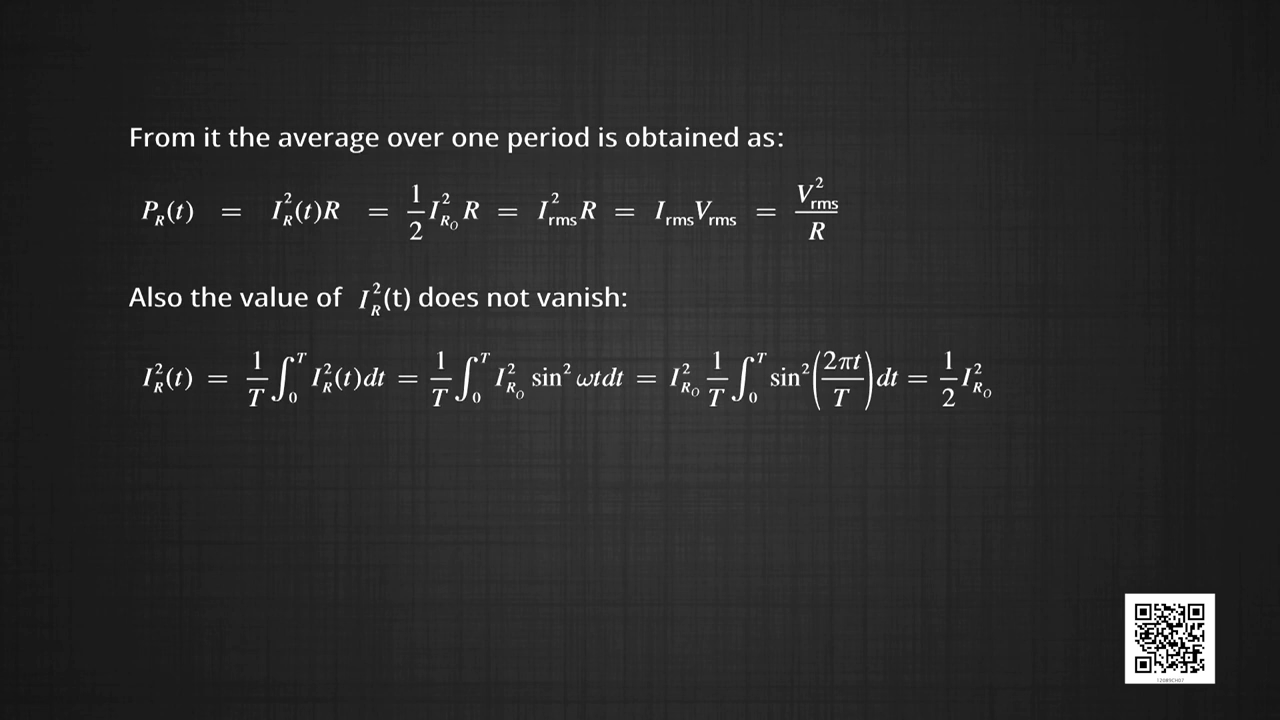 From it the average over one period is obtained as:
P_R(t) = I_R^2(t)R = 1/2 I_{R_O}^2 R = I_rms^2 R = I_rms V_rms = V_rms^2/R
Also the value of I_R^2(t) does not vanish:
I_R^2(t) = 1/T ∫_0^T I_R^2(t)dt = 1/T ∫_0^T I_{R_O}^2 sin^2 ωtdt = I_{R_O}^2 1/T ∫_0^T sin^2(2πt/T)dt = 1/2 I_{R_O}^2
12089CH07